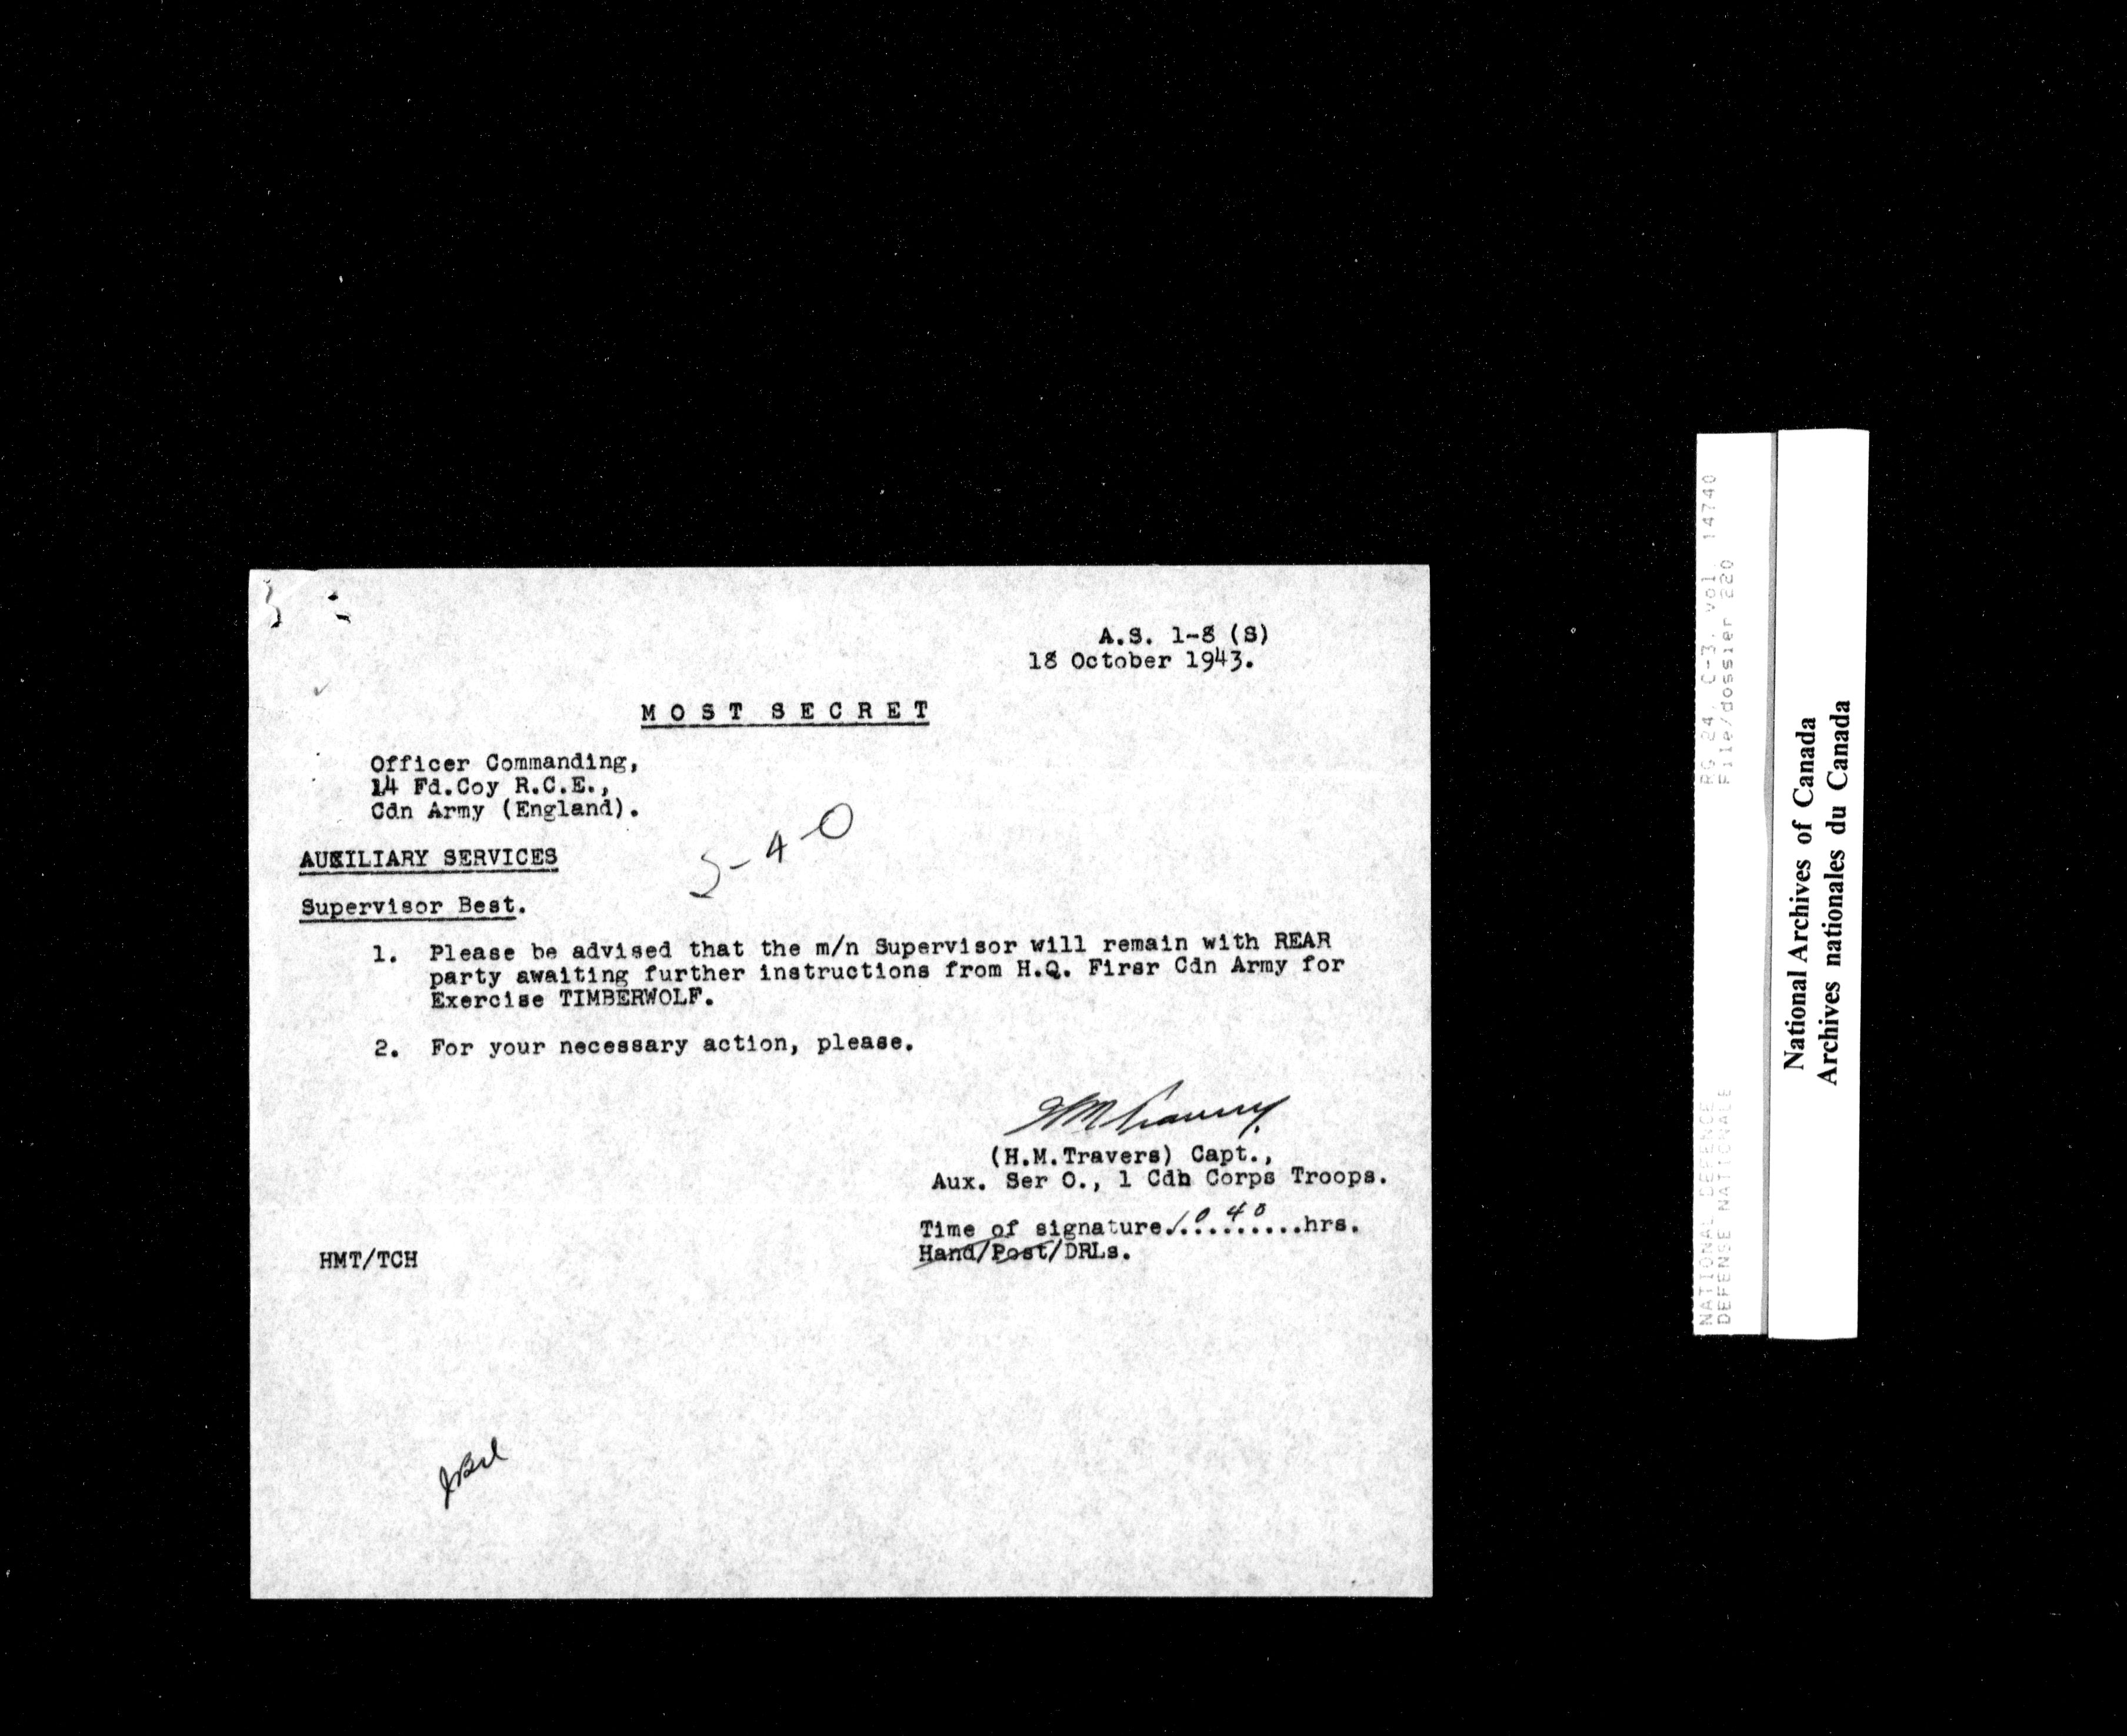 A.S. 1-8 (S)
18 October 1943.
MOST SECRET
Officer Commanding,
14 Fd.Coy R.C.E.,
Cdn Army (England).
5-4-0
AUXILIARY SERVICES
Supervisor Best.
1. Please be advised that the m/n Supervisor will remain with REAR
party awaiting further instructions from H.Q. Firsr Cdn Army for
Exercise TIMBERWOLF.
2. For your necessary action, please.
HMTravers
(H.M.Travers) Capt.,
Aux. Ser O., 1 Cdn Corps Troops.
Time of signature 1040 hrs.
Hand/Post/DRLs.
HMT/TCH
RG 24, C-3, vol. 14740
File/dossier 220
NATIONAL DEFENCE
DEFENSE NATIONALE
National Archives of Canada
Archives nationales du Canada